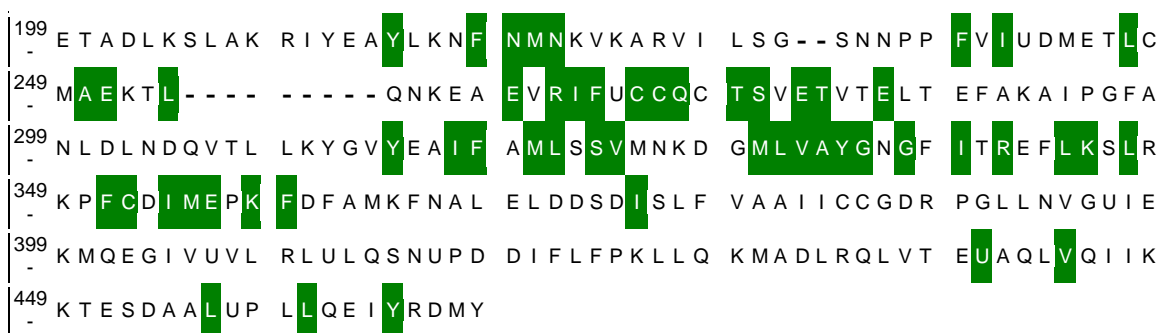 199 ETADLKSLAK RIYEAYLKNF NMNKVKARVI LSG--SNNPP FVIUDMETLC
249 MAEKTL---- -----QNKEA EVRIFUCCQC TSVETVTELT EFAKAIPGFA
299 NLDLNDQVTL LKYGVYEAIF AMLSSVMNKD GMLVAYGNGF ITREFLKSLR
349 KPFCDIMEPK FDFAMKFNAL ELDDSDISLF VAAIICCGDR PGLLNVGUIE
399 KMQEGIVUVL RLULQSNUPD DIFLFPKLLQ KMADLRQLVT EUAQLVQIIK
449 KTESDAALUP LLQEIYRDMY